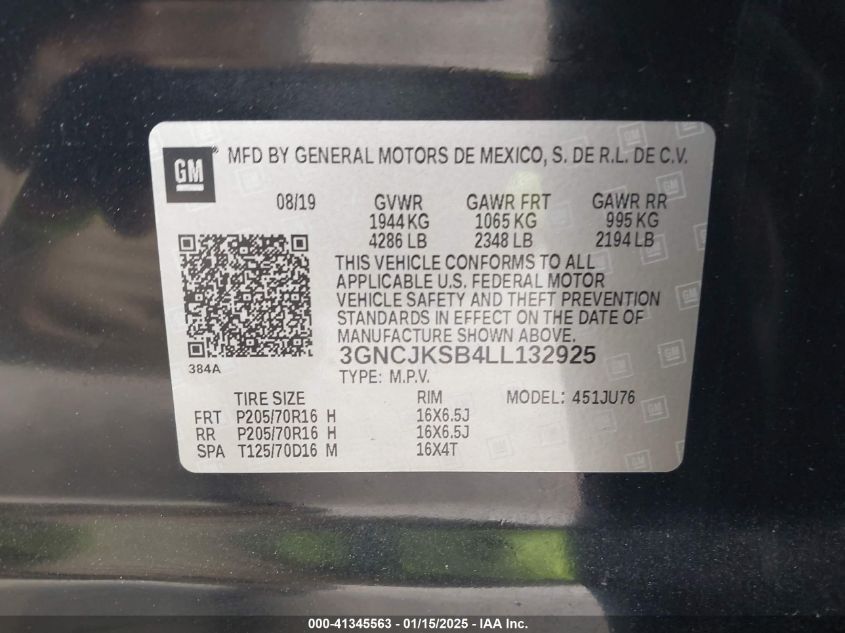 GM MFD BY GENERAL MOTORS DE MEXICO, S. DE R.L. DE C.V.
08/19 GVWR GAWR FRT GAWR RR
1944 KG 1065 KG 995 KG
4286 LB 2348 LB 2194 LB
THIS VEHICLE CONFORMS TO ALL
APPLICABLE U.S. FEDERAL MOTOR
VEHICLE SAFETY AND THEFT PREVENTION
STANDARDS IN EFFECT ON THE DATE OF
MANUFACTURE SHOWN ABOVE.
3GNCJKSB4LL132925
384A
TYPE: M.P.V.
TIRE SIZE RIM MODEL: 451JU76
FRT P205/70R16 H 16X6.5J
RR P205/70R16 H 16X6.5J
SPA T125/70D16 M 16X4T
000-41345563 - 01/15/2025 - IAA, LLC.